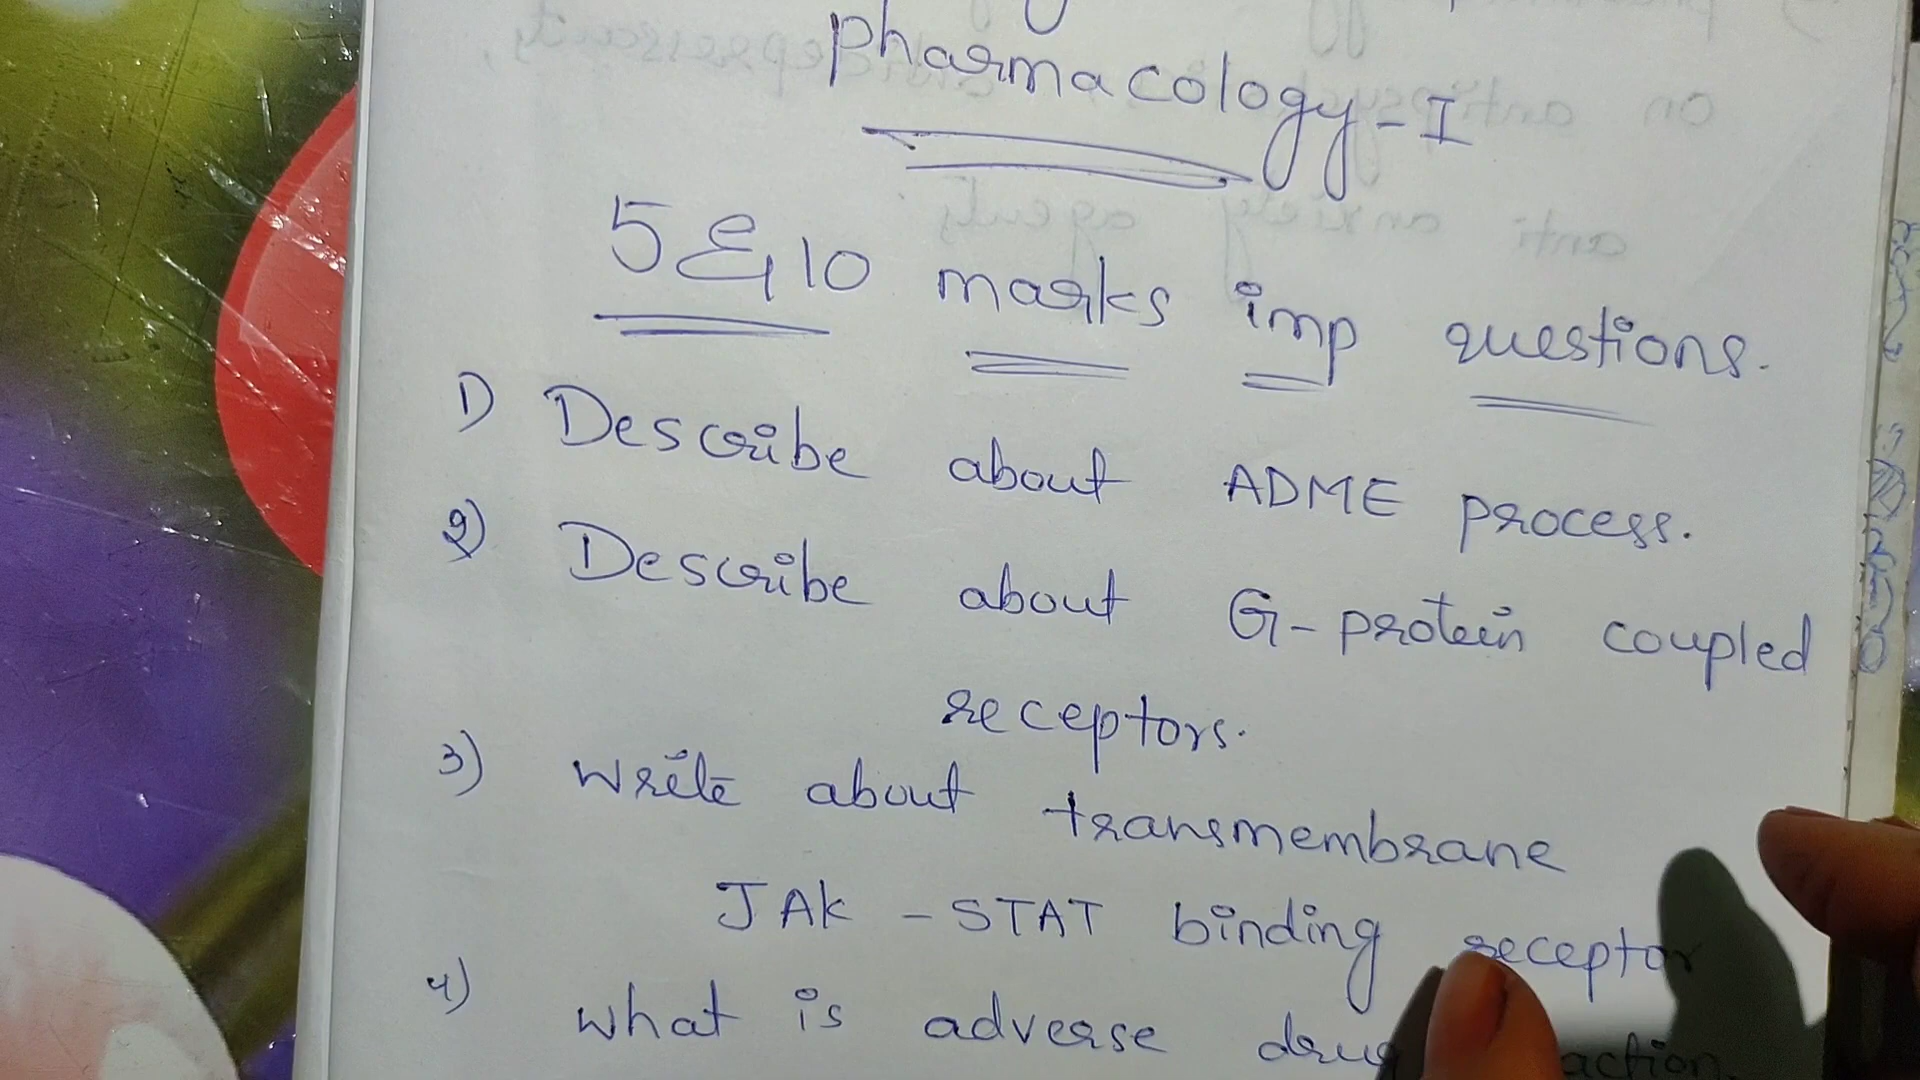 Pharmacology-I
5 & 10 marks imp questions.
1) Describe about ADME process.
2) Describe about G-protein coupled
receptors.
3) write about transmembrane
JAK-STAT binding receptor
4) what is adverse